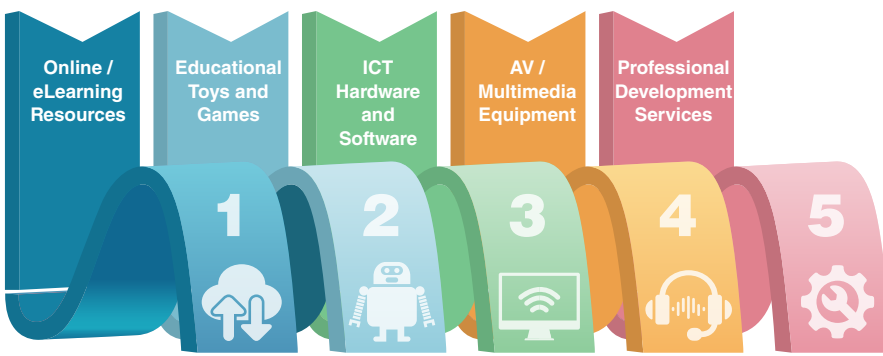 Online /
eLearning
Resources
Educational
Toys and
Games
ICT
Hardware
and
Software
AV /
Multimedia
Equipment
Professional
Development
Services
1
2
3
4
5